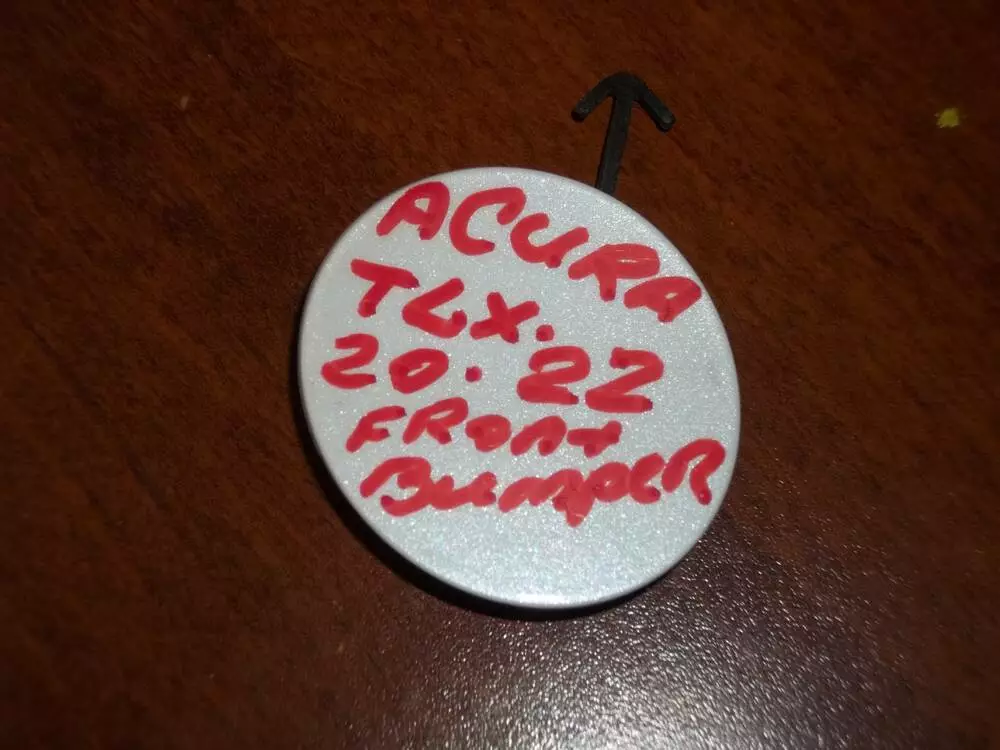 ACURA
TLX.
20. 22
FRONT
BUMPER